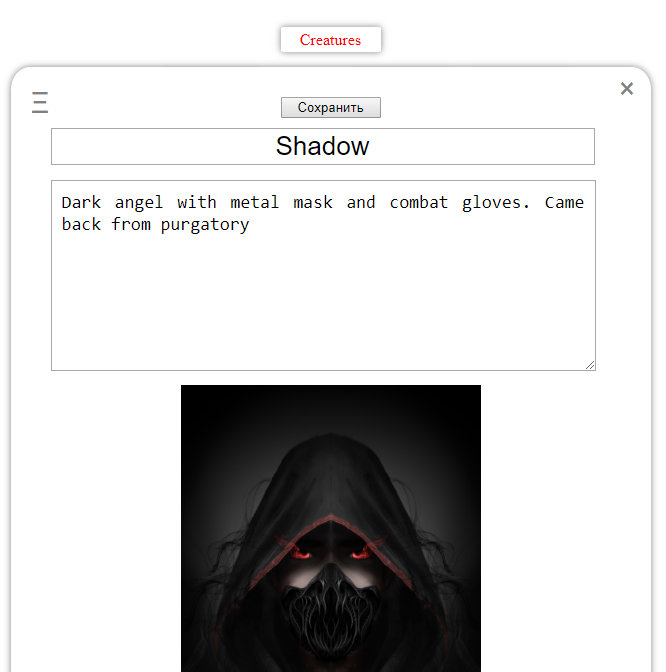 Creatures
Сохранить
Shadow
Dark angel with metal mask and combat gloves. Came
back from purgatory